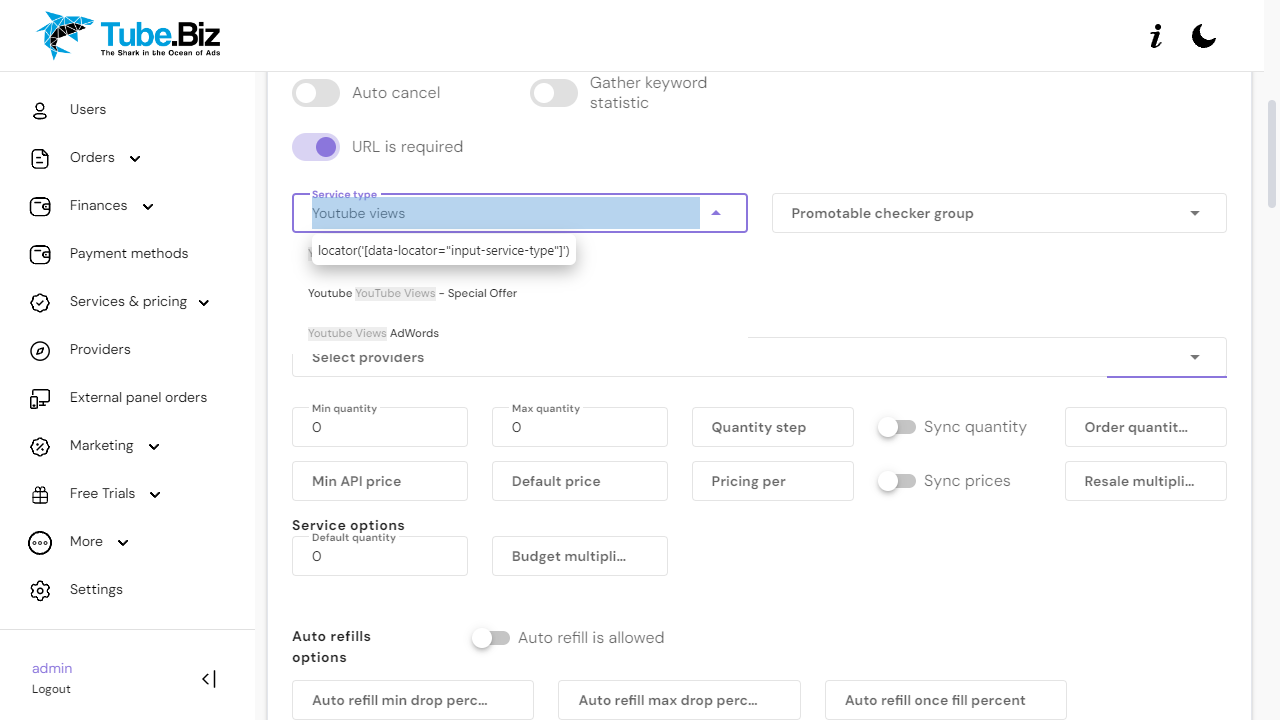 Tube.Biz
The Shark in the Ocean of Ads
i
Users
Orders
Finances
Payment methods
Services & pricing
Providers
External panel orders
Marketing
Free Trials
More
Settings
admin
Logout
Auto cancel
Gather keyword
statistic
URL is required
Service type
Youtube views
Promotable checker group
locator('[data-locator="input-service-type"]')
Youtube YouTube Views - Special Offer
Youtube Views AdWords
Select providers
Min quantity
0
Max quantity
0
Quantity step
Sync quantity
Order quantit...
Min API price
Default price
Pricing per
Sync prices
Resale multipli...
Service options
Default quantity
0
Budget multipli...
Auto refills
options
Auto refill is allowed
Auto refill min drop perc...
Auto refill max drop perc...
Auto refill once fill percent